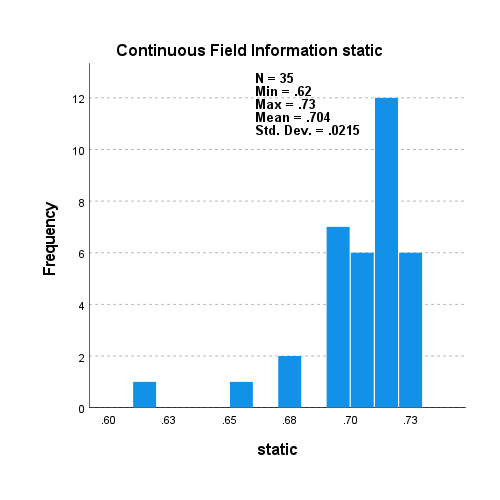 Continuous Field Information static
N = 35
Min = .62
Max = .73
Mean = .704
Std. Dev. = .0215
12
10
8
6
4
2
0
Frequency
.60 .63 .65 .68 .70 .73
static